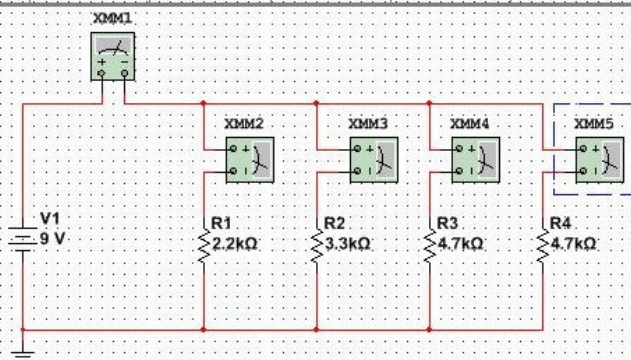 XMM1
XMM2
XMM3
XMM4
XMM5
V1
9 V
R1
2.2kΩ
R2
3.3kΩ
R3
4.7kΩ
R4
4.7kΩ